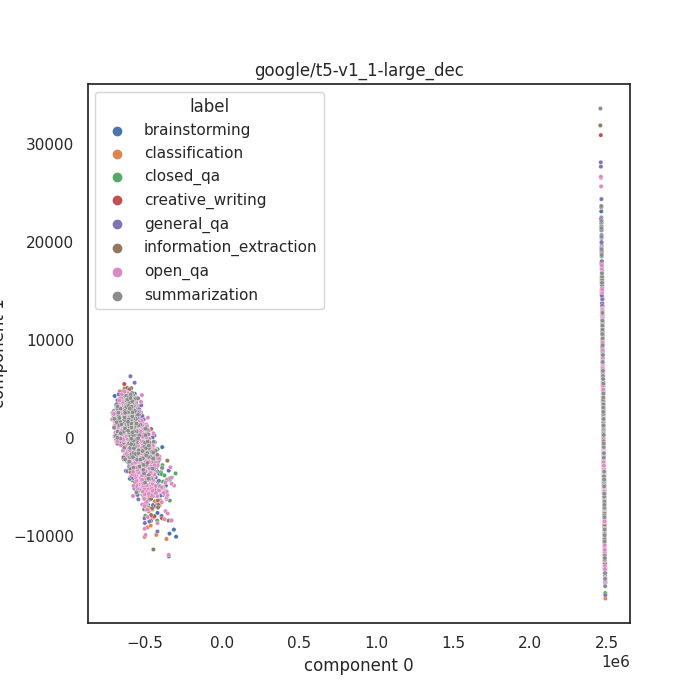 google/t5-v1_1-large_dec
label
brainstorming
classification
closed_qa
creative_writing
general_qa
information_extraction
open_qa
summarization
30000
20000
10000
0
−10000
component 1
−0.5 0.0 0.5 1.0 1.5 2.0 2.5
1e6
component 0